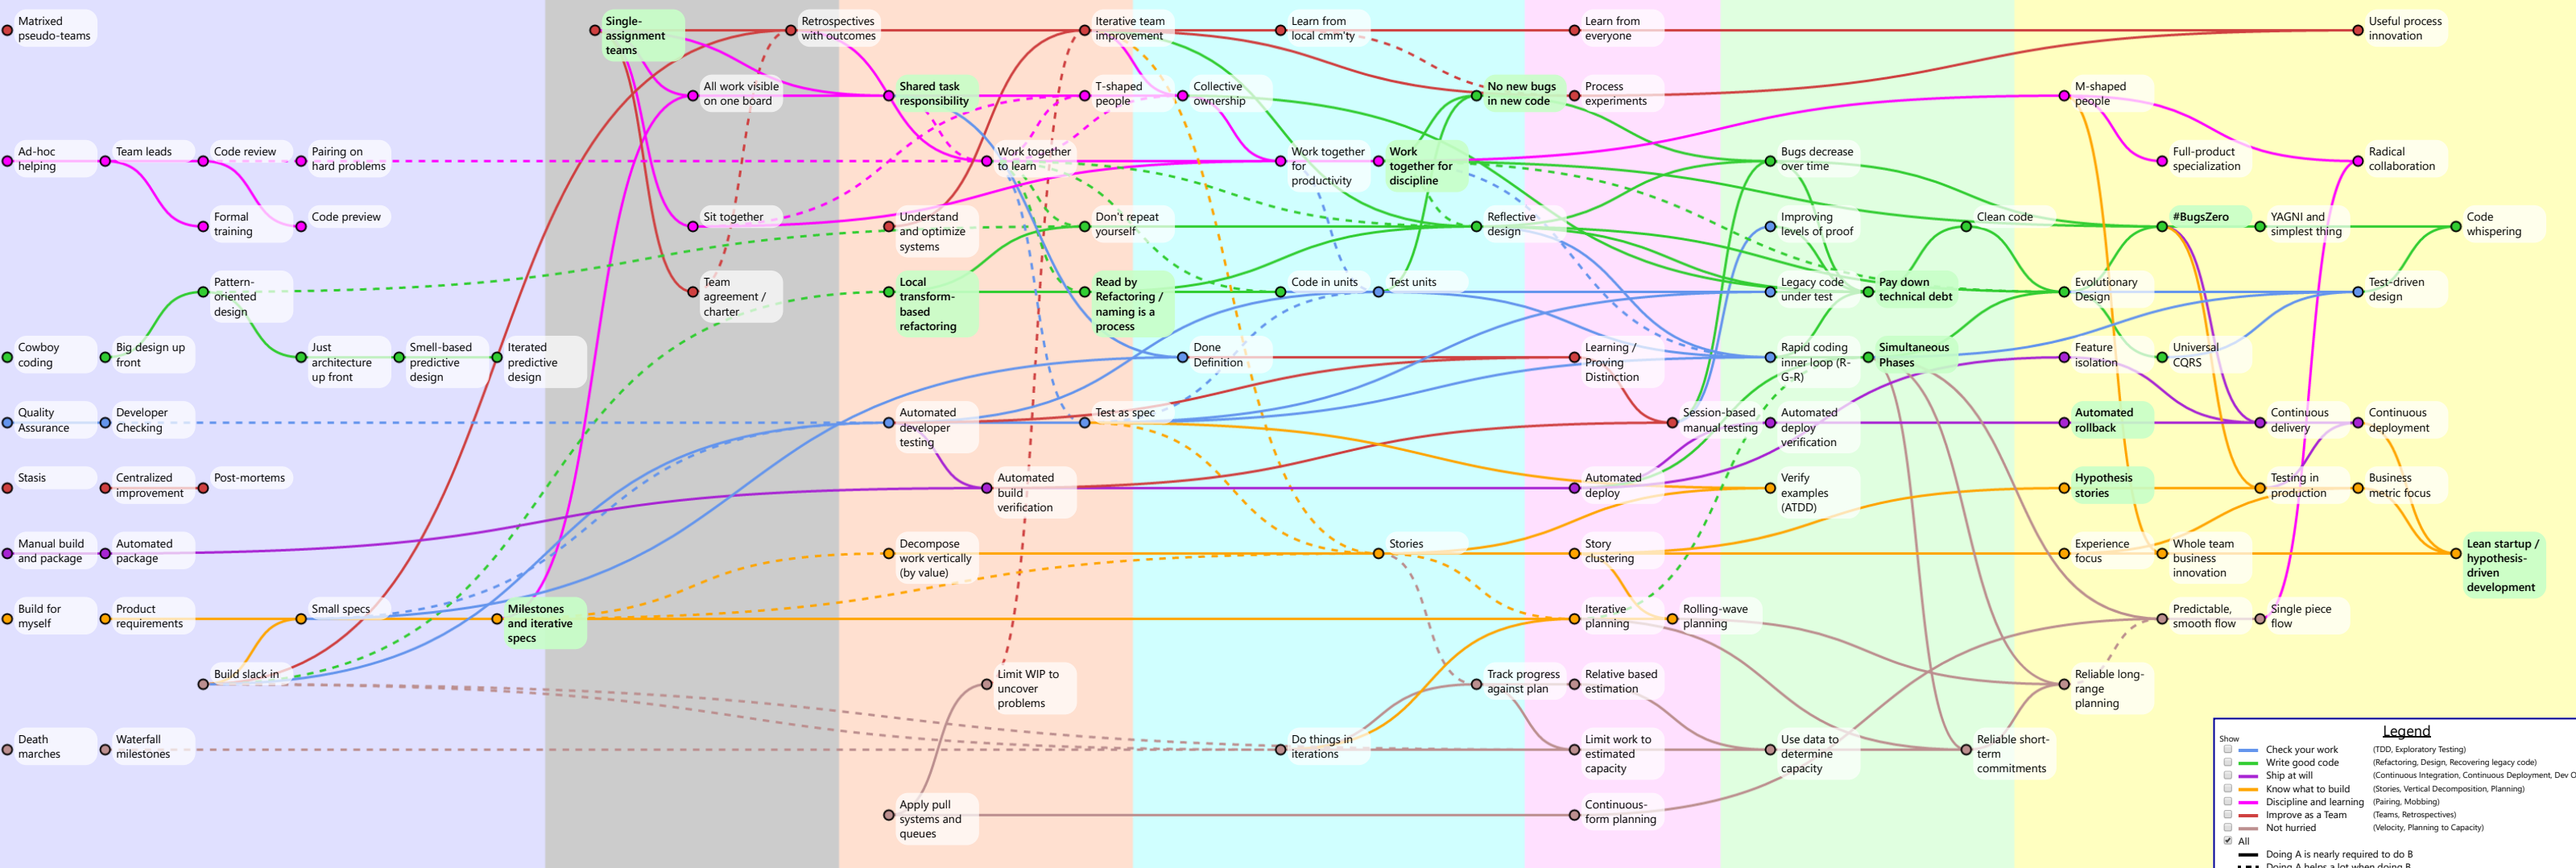 Matrixed
pseudo-teams
Single-
assignment
teams
Retrospectives
with outcomes
Iterative team
improvement
Learn from
local cmm'ty
Learn from
everyone
Useful process
innovation
All work visible
on one board
Shared task
responsibility
T-shaped
people
Collective
ownership
No new bugs
in new code
Process
experiments
M-shaped
people
Ad-hoc
helping
Team leads
Code review
Pairing on
hard problems
Work together
to learn
Work together
for
productivity
Work
together for
discipline
Bugs decrease
over time
Full-product
specialization
Radical
collaboration
Formal
training
Code preview
Sit together
Understand
and optimize
systems
Don't repeat
yourself
Reflective
design
Improving
levels of proof
Clean code
#BugsZero
YAGNI and
simplest thing
Code
whispering
Pattern-
oriented
design
Team
agreement /
charter
Local
transform-
based
refactoring
Read by
Refactoring /
naming is a
process
Code in units
Test units
Legacy code
under test
Pay down
technical debt
Evolutionary
Design
Test-driven
design
Cowboy
coding
Big design up
front
Just
architecture
up front
Smell-based
predictive
design
Iterated
predictive
design
Done
Definition
Learning /
Proving
Distinction
Rapid coding
inner loop (R-
G-R)
Simultaneous
Phases
Feature
isolation
Universal
CQRS
Quality
Assurance
Developer
Checking
Automated
developer
testing
Test as spec
Session-based
manual testing
Automated
deploy
verification
Automated
rollback
Continuous
delivery
Continuous
deployment
Stasis
Centralized
improvement
Post-mortems
Automated
build
verification
Automated
deploy
Verify
examples
(ATDD)
Hypothesis
stories
Testing in
production
Business
metric focus
Manual build
and package
Automated
package
Decompose
work vertically
(by value)
Stories
Story
clustering
Experience
focus
Whole team
business
innovation
Lean startup /
hypothesis-
driven
development
Build for
myself
Product
requirements
Small specs
Milestones
and iterative
specs
Iterative
planning
Rolling-wave
planning
Predictable,
smooth flow
Single piece
flow
Build slack in
Limit WIP to
uncover
problems
Track progress
against plan
Relative based
estimation
Reliable long-
range
planning
Death
marches
Waterfall
milestones
Do things in
iterations
Limit work to
estimated
capacity
Use data to
determine
capacity
Reliable short-
term
commitments
Apply pull
systems and
queues
Continuous-
form planning
Legend
Show
Check your work (TDD, Exploratory Testing)
Write good code (Refactoring, Design, Recovering legacy code)
Ship at will (Continuous Integration, Continuous Deployment, Dev O
Know what to build (Stories, Vertical Decomposition, Planning)
Discipline and learning (Pairing, Mobbing)
Improve as a Team (Teams, Retrospectives)
Not hurried (Velocity, Planning to Capacity)
All
Doing A is nearly required to do B
Doing A helps a lot when doing B